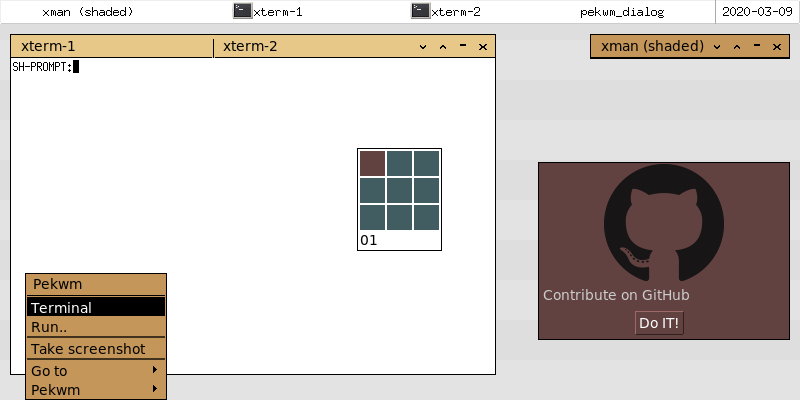 xman (shaded) xterm-1 xterm-2 pekwm_dialog 2020-03-09
xterm-1 xterm-2
xman (shaded)
SH-PROMPT:
01
Contribute on GitHub
Do IT!
Pekwm
Terminal
Run..
Take screenshot
Go to
Pekwm